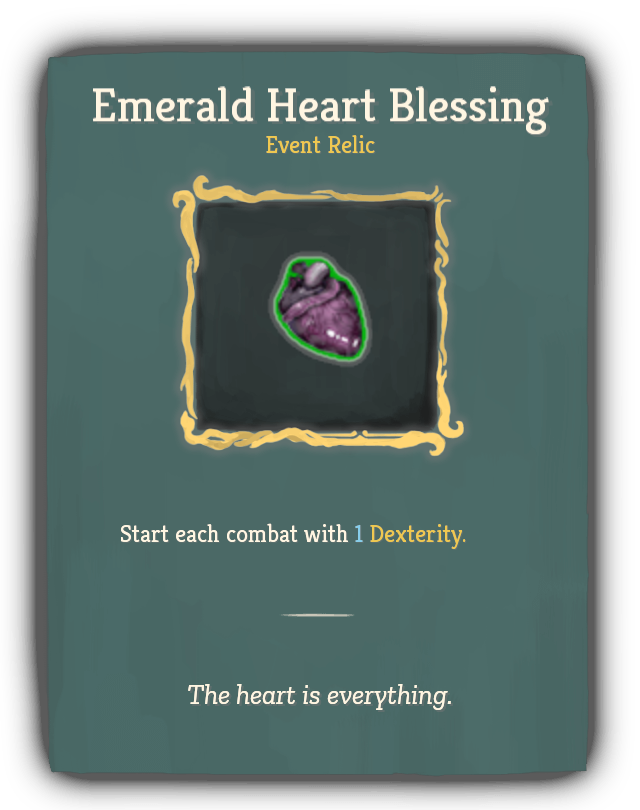 Emerald Heart Blessing
Event Relic
Start each combat with 1 Dexterity.
The heart is everything.